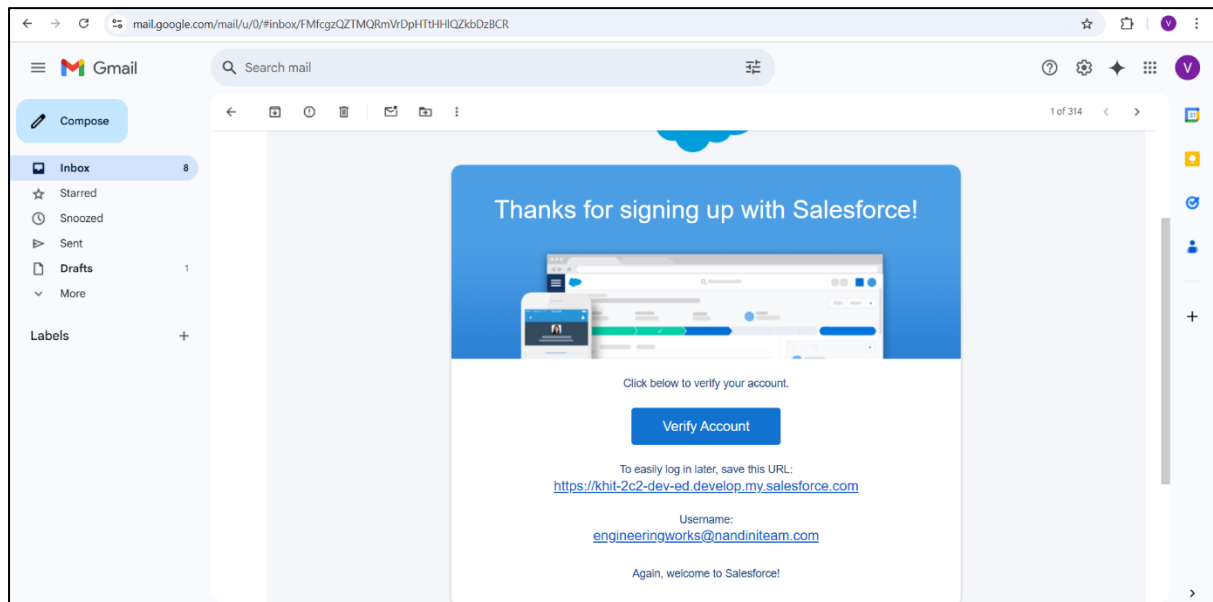 mail.google.com/mail/u/0/#inbox/FMfcgzQZTMQRmVrDpHTtHHlQZkbDzBCR
V
Gmail
Search mail
V
Compose
1 of 314
31
Inbox 8
Starred
Snoozed
Sent
Drafts 1
More
Labels
Thanks for signing up with Salesforce!
Click below to verify your account.
Verify Account
To easily log in later, save this URL:
https://khit-2c2-dev-ed.develop.my.salesforce.com
Username:
engineeringworks@nandiniteam.com
Again, welcome to Salesforce!